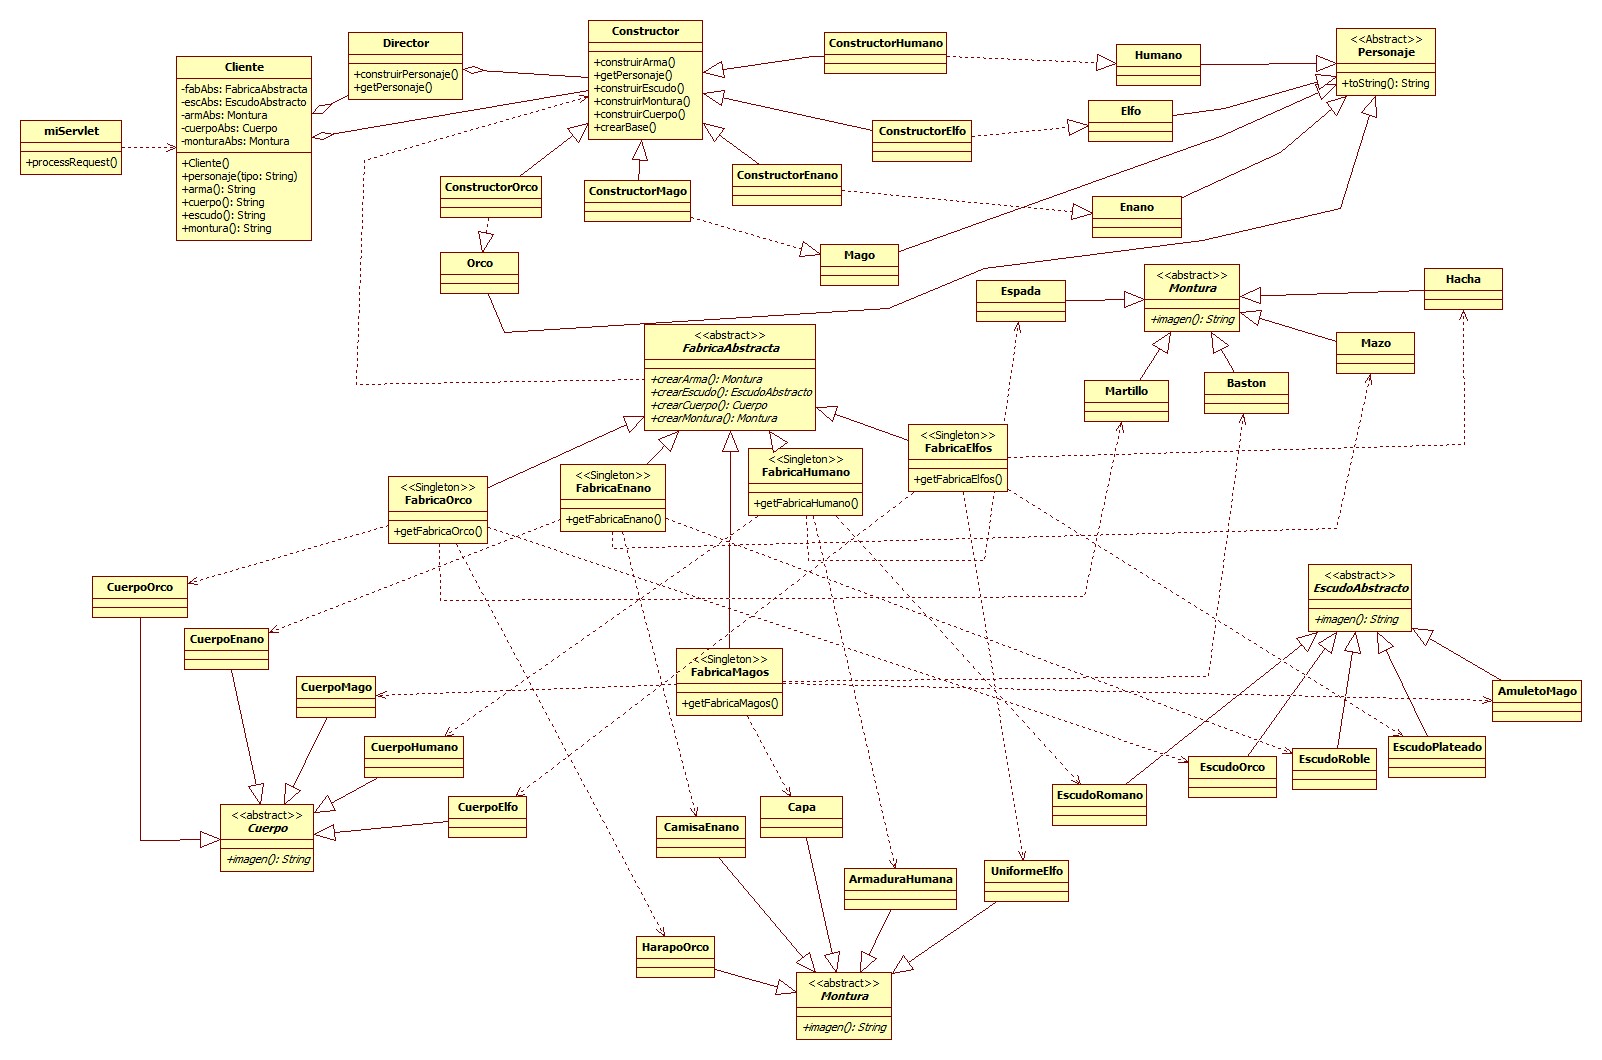 miServlet
+processRequest()
Cliente
-fabAbs: FabricaAbstracta
-escAbs: EscudoAbstracto
-armAbs: Montura
-cuerpoAbs: Cuerpo
-monturaAbs: Montura
+Cliente()
+personaje(tipo: String)
+arma(): String
+cuerpo(): String
+escudo(): String
+montura(): String
Director
+construirPersonaje()
+getPersonaje()
Constructor
+construirArma()
+getPersonaje()
+construirEscudo()
+construirMontura()
+construirCuerpo()
+crearBase()
ConstructorHumano
Humano
<<Abstract>>
Personaje
+toString(): String
ConstructorElfo
Elfo
ConstructorOrco
ConstructorMago
ConstructorEnano
Enano
Orco
Mago
Espada
<<abstract>>
Montura
+imagen(): String
Hacha
Mazo
Martillo
Baston
<<abstract>>
FabricaAbstracta
+crearArma(): Montura
+crearEscudo(): EscudoAbstracto
+crearCuerpo(): Cuerpo
+crearMontura(): Montura
<<Singleton>>
FabricaOrco
+getFabricaOrco()
<<Singleton>>
FabricaEnano
+getFabricaEnano()
<<Singleton>>
FabricaHumano
+getFabricaHumano()
<<Singleton>>
FabricaElfos
+getFabricaElfos()
CuerpoOrco
CuerpoEnano
CuerpoMago
CuerpoHumano
CuerpoElfo
<<abstract>>
Cuerpo
+imagen(): String
<<Singleton>>
FabricaMagos
+getFabricaMagos()
<<abstract>>
EscudoAbstracto
+imagen(): String
AmuletoMago
EscudoPlateado
EscudoRoble
EscudoOrco
EscudoRomano
CamisaEnano
Capa
ArmaduraHumana
UniformeElfo
HarapoOrco
<<abstract>>
Montura
+imagen(): String